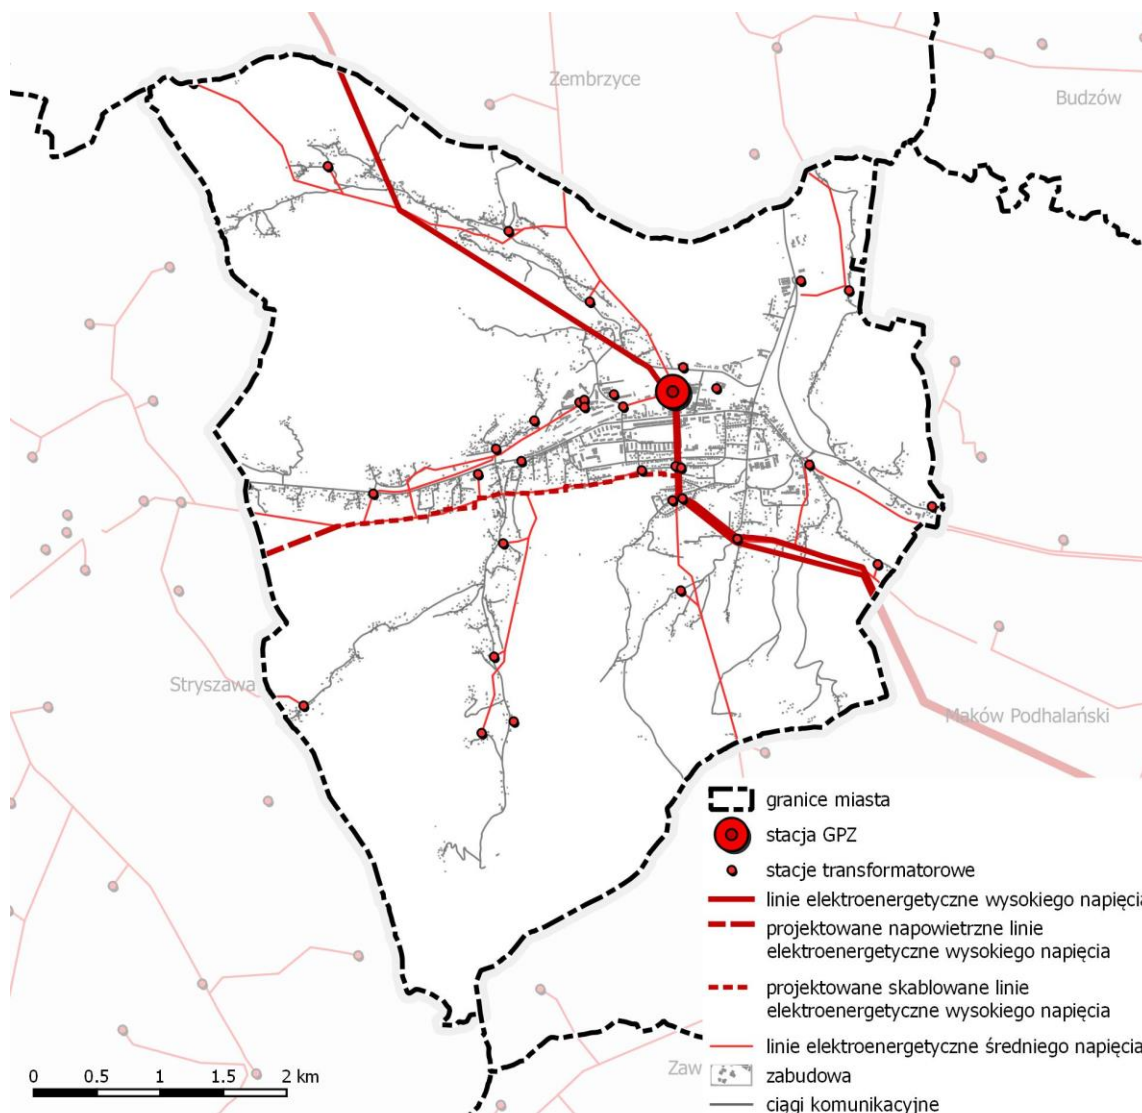 Zembrzyce
Budzów
Stryszawa
Maków Podhalański
Zaw
granice miasta
stacja GPZ
stacje transformatorowe
linie elektroenergetyczne wysokiego napięcia
projektowane napowietrzne linie
elektroenergetyczne wysokiego napięcia
projektowane skablowane linie
elektroenergetyczne wysokiego napięcia
linie elektroenergetyczne średniego napięcia
zabudowa
ciągi komunikacyjne
0 0.5 1 1.5 2 km